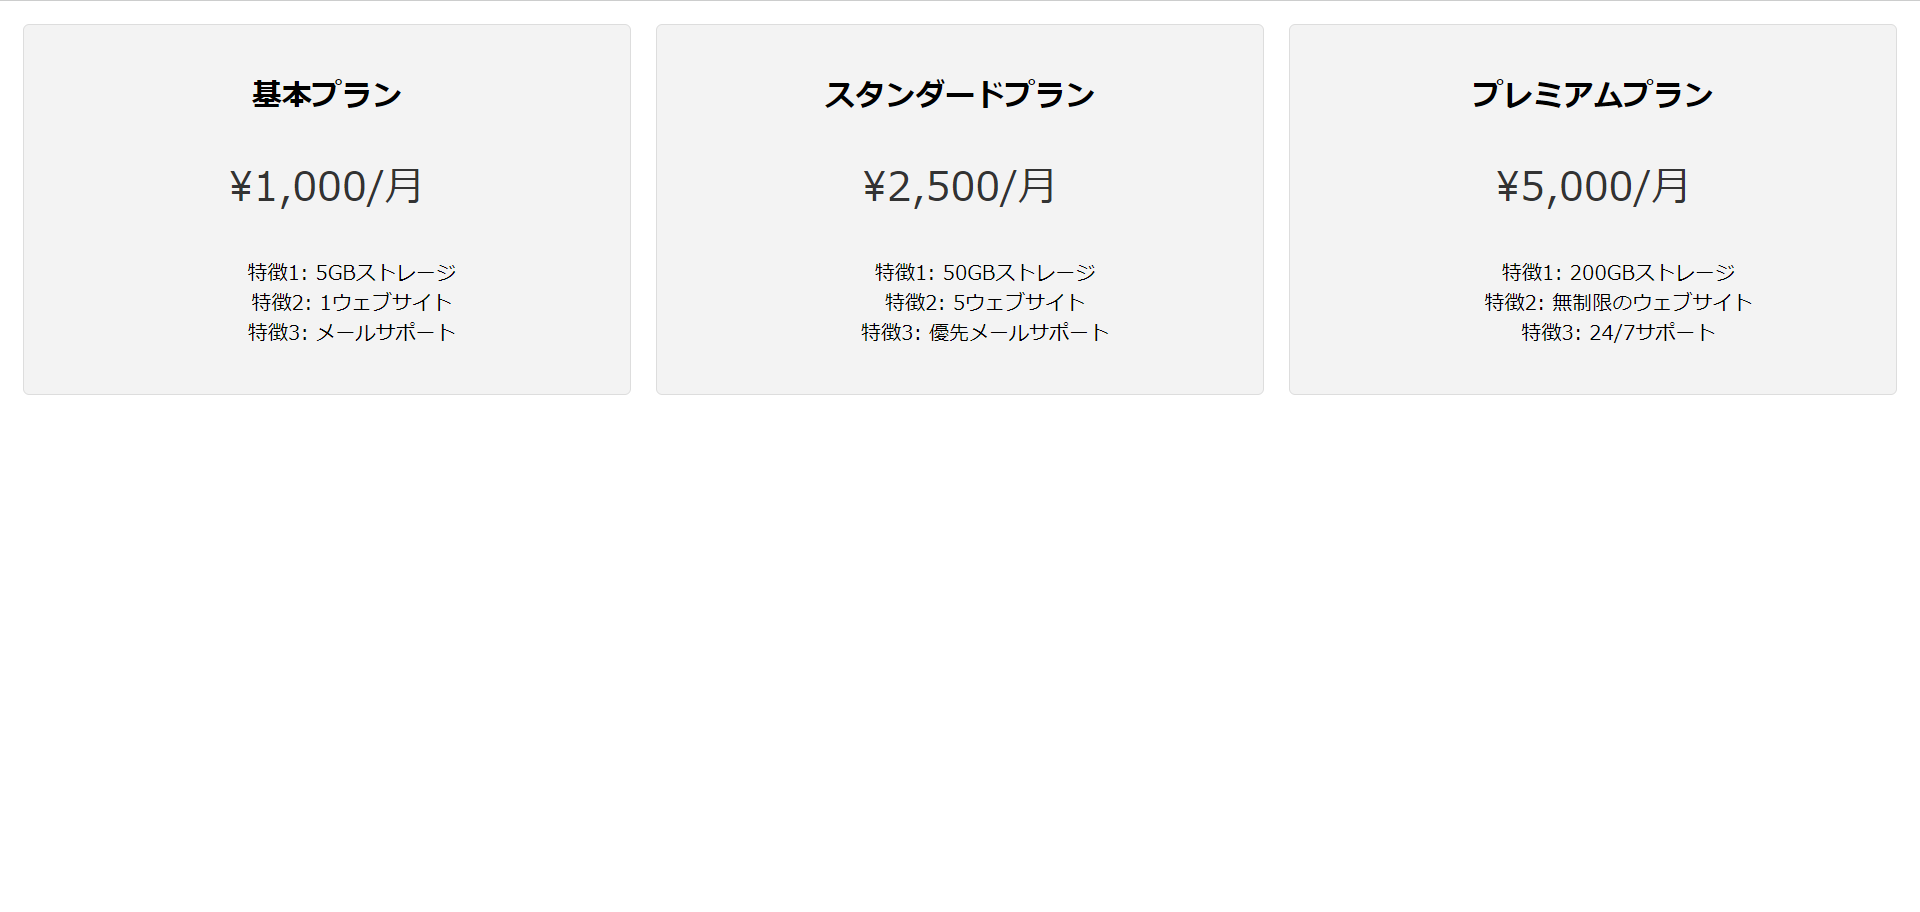 基本プラン
¥1,000/月
特徴1: 5GBストレージ
特徴2: 1ウェブサイト
特徴3: メールサポート
スタンダードプラン
¥2,500/月
特徴1: 50GBストレージ
特徴2: 5ウェブサイト
特徴3: 優先メールサポート
プレミアムプラン
¥5,000/月
特徴1: 200GBストレージ
特徴2: 無制限のウェブサイト
特徴3: 24/7サポート